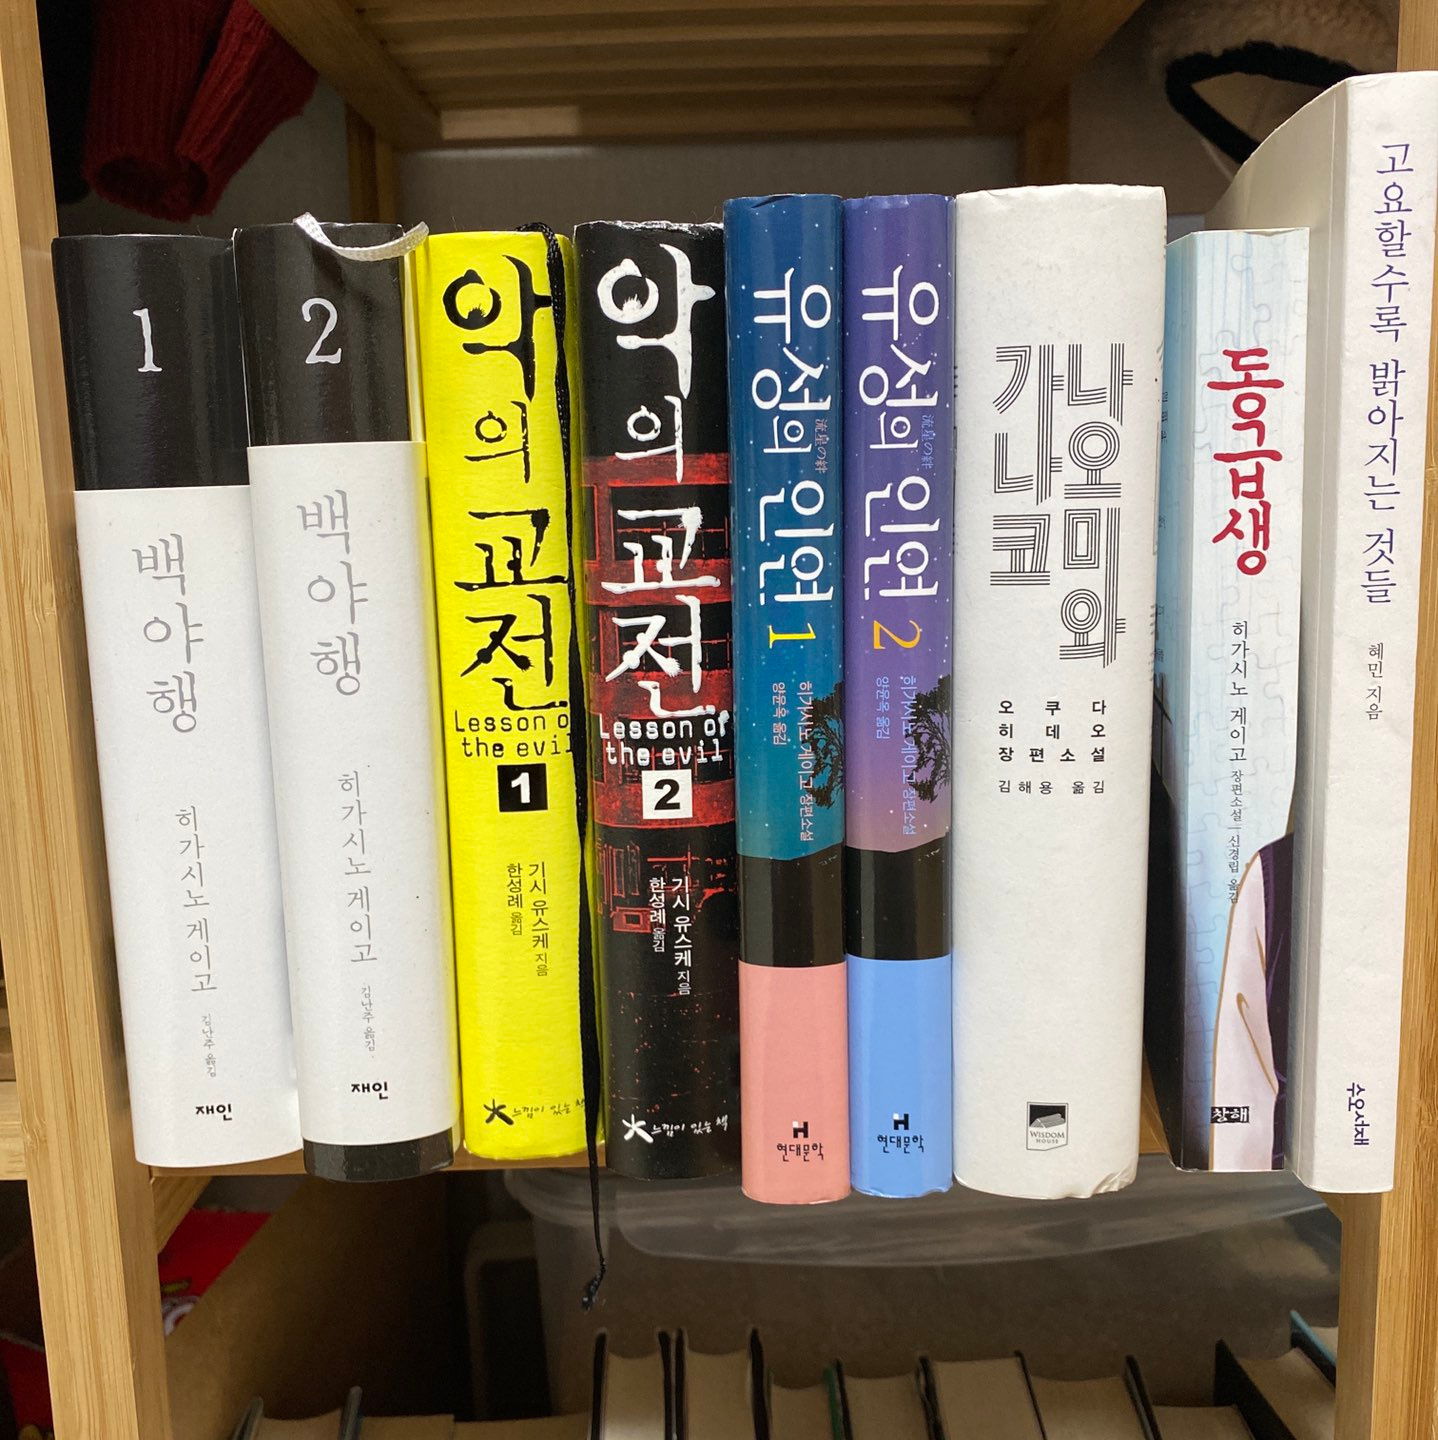 1
백야행
히가시노 게이고
김난주 옮김
재인
2
백야행
히가시노 게이고
김난주 옮김
재인
악의 교전
Lesson o
the evil
1
기시 유스케 지음
한성례 옮김
느낌이 있는 책
악의 교전
Lesson of
the evil
2
기시 유스케 지음
한성례 옮김
느낌이 있는 책
유성의 인연 1
流星の絆
히가시노 게이고 장편소설
양윤옥 옮김
현대문학
유성의 인연 2
流星の絆
히가시노 게이고 장편소설
양윤옥 옮김
현대문학
나오미와
가나코
오쿠다
히데오
장편소설
김해용 옮김
WISDOM
HOUSE
동급생
히가시노 게이고 장편소설 신경립 옮김
창해
고요할수록 밝아지는 것들
혜민 지음
수오서재